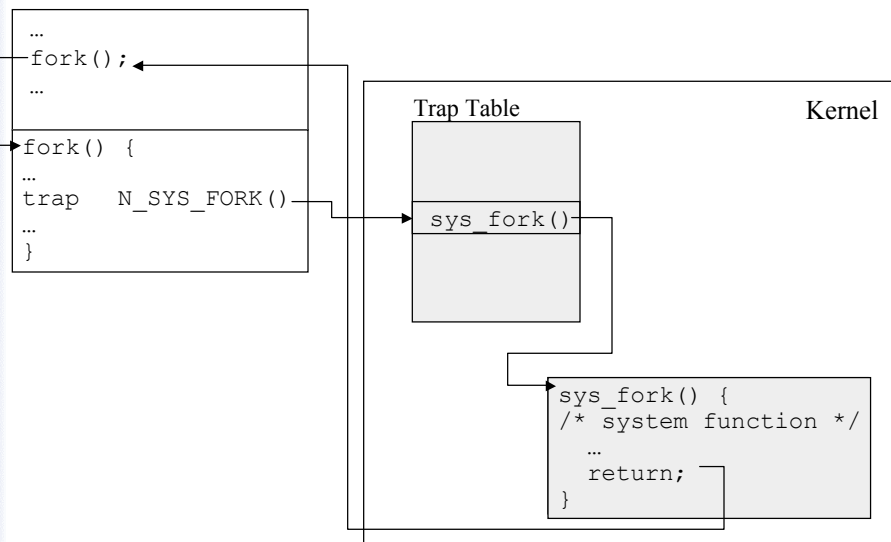 …
fork();
…
fork() {
…
trap N_SYS_FORK()
…
}
Trap Table
Kernel
sys_fork()
sys_fork() {
/* system function */
…
return;
}